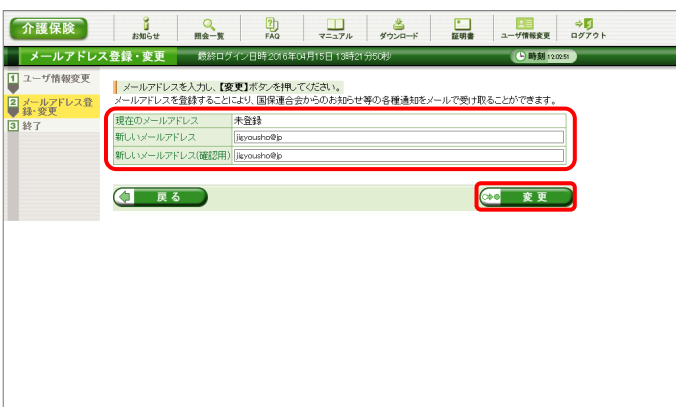 介護保険
お知らせ
照会一覧
FAQ
マニュアル
ダウンロード
証明書
ユーザ情報変更
ログアウト
メールアドレス登録・変更
最終ログイン日時:2016年04月15日 13時21分50秒
時刻 12:02:51
1 ユーザ情報変更
2 メールアドレス登録・変更
3 終了
メールアドレスを入力し、【変更】ボタンを押してください。
メールアドレスを登録することにより、国保連合会からのお知らせ等の各種通知をメールで受け取ることができます。
現在のメールアドレス 未登録
新しいメールアドレス jigyousho@jp
新しいメールアドレス(確認用) jigyousho@jp
戻る
変更